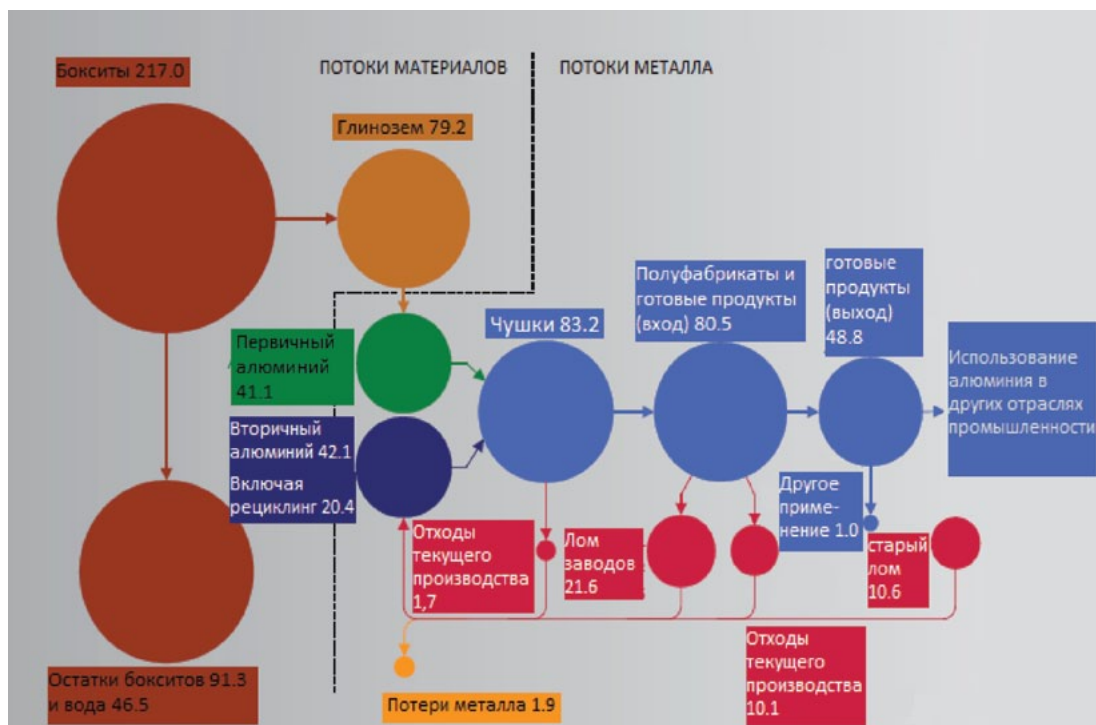 Бокситы 217.0
ПОТОКИ МАТЕРИАЛОВ
ПОТОКИ МЕТАЛЛА
Глинозем 79.2
Первичный
алюминий
41.1
Вторичный
алюминий 42.1
Включая
рециклинг 20.4
Чушки 83.2
Полуфабрикаты и
готовые продукты
(вход) 80.5
готовые
продукты
(выход)
48.8
Использование
алюминия в
других отраслях
промышленности
Другое
приме-
нение 1.0
Отходы
текущего
производства
1,7
Лом
заводов
21.6
старый
лом
10.6
Отходы
текущего
производства
10.1
Остатки бокситов 91.3
и вода 46.5
Потери металла 1.9